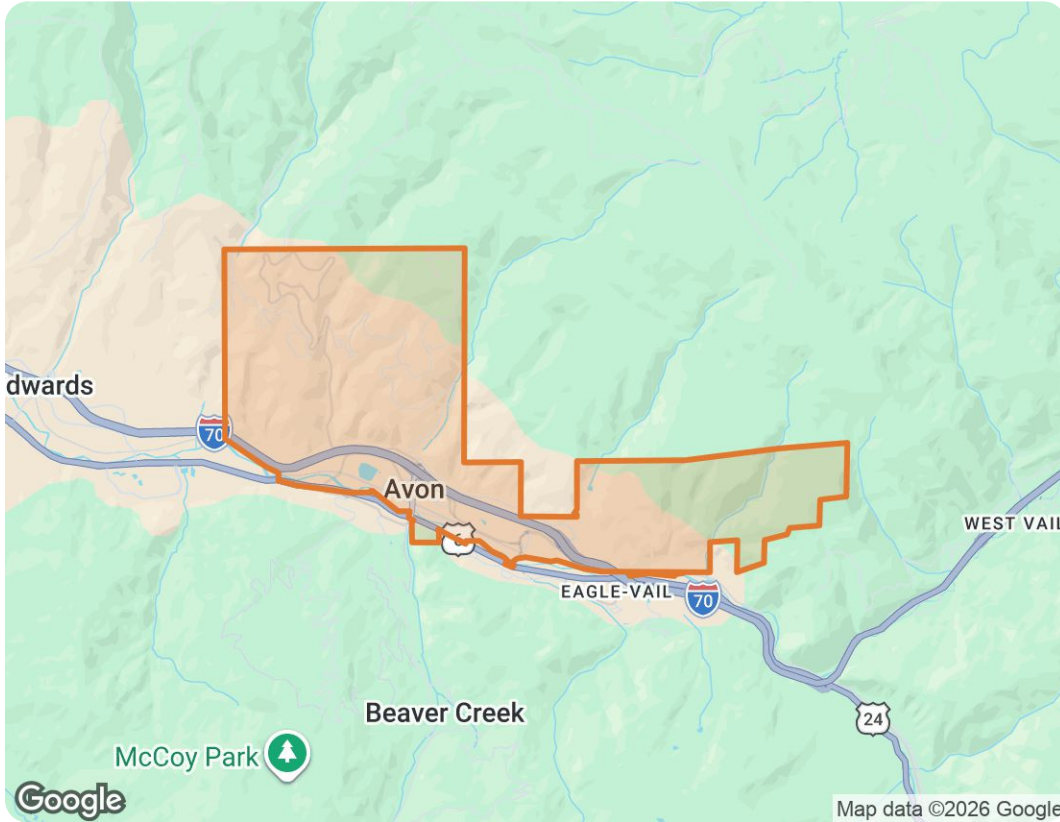 dwards
70
Avon
6
WEST VAIL
EAGLE-VAIL
70
Beaver Creek
24
McCoy Park
Google
Map data ©2026 Google